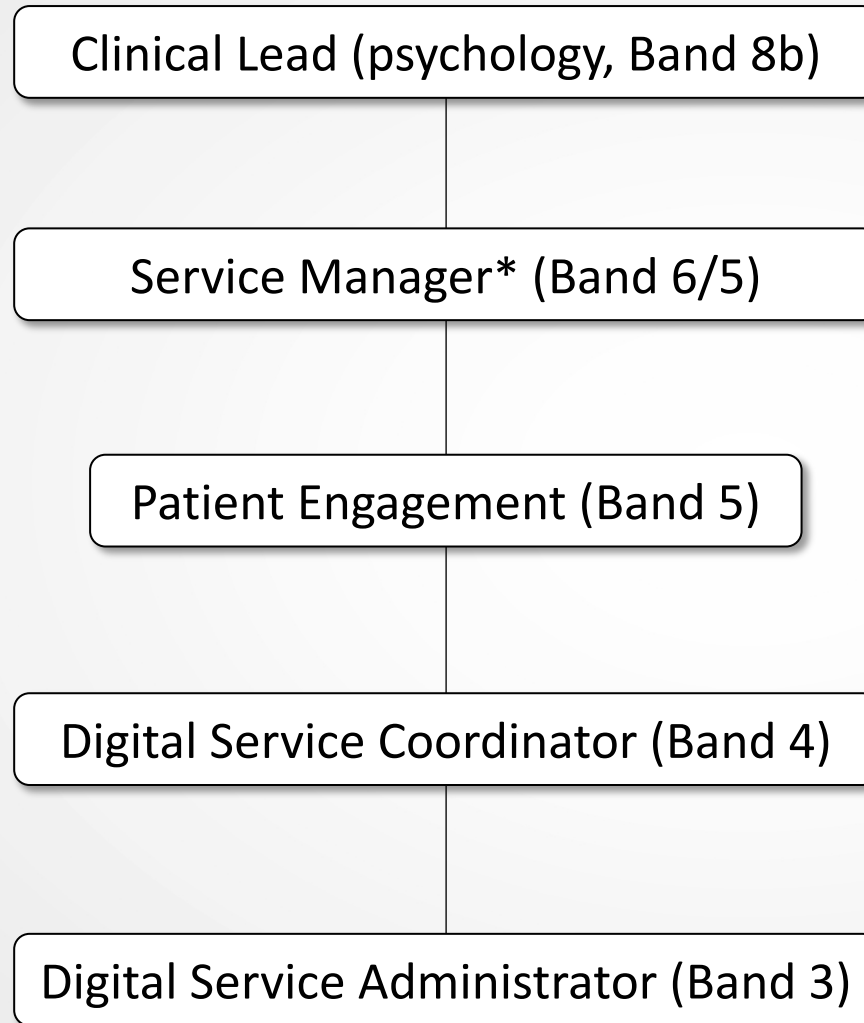 Clinical Lead (psychology, Band 8b)
Service Manager* (Band 6/5)
Patient Engagement (Band 5)
Digital Service Coordinator (Band 4)
Digital Service Administrator (Band 3)